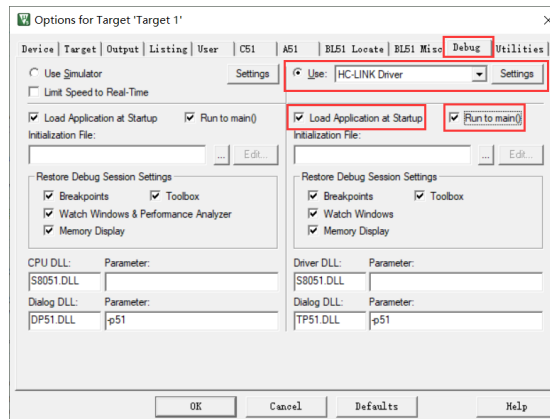 Options for Target 'Target 1'
Device Target Output Listing User C51 A51 BL51 Locate BL51 Misc Debug Utilities
Use Simulator Settings Use: HC-LINK Driver Settings
Limit Speed to Real-Time
Load Application at Startup Run to main() Load Application at Startup Run to main()
Initialization File: Initialization File:
... Edit... ... Edit...
Restore Debug Session Settings Restore Debug Session Settings
Breakpoints Toolbox Breakpoints Toolbox
Watch Windows & Performance Analyzer Watch Windows
Memory Display Memory Display
CPU DLL: Parameter: Driver DLL: Parameter:
S8051.DLL S8051.DLL
Dialog DLL: Parameter: Dialog DLL: Parameter:
DP51.DLL -p51 TP51.DLL -p51
OK Cancel Defaults Help